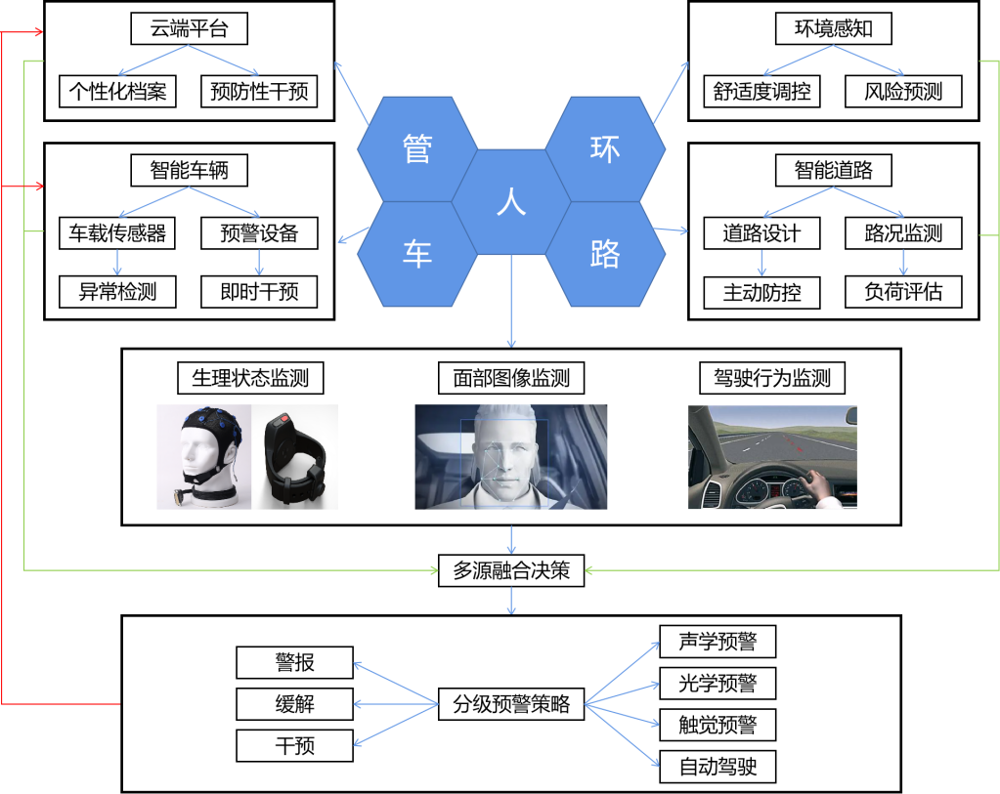 云端平台
个性化档案
预防性干预
环境感知
舒适度调控
风险预测
管
环
人
车
路
智能车辆
车载传感器
预警设备
异常检测
即时干预
智能道路
道路设计
路况监测
主动防控
负荷评估
生理状态监测
面部图像监测
驾驶行为监测
多源融合决策
警报
缓解
干预
分级预警策略
声学预警
光学预警
触觉预警
自动驾驶